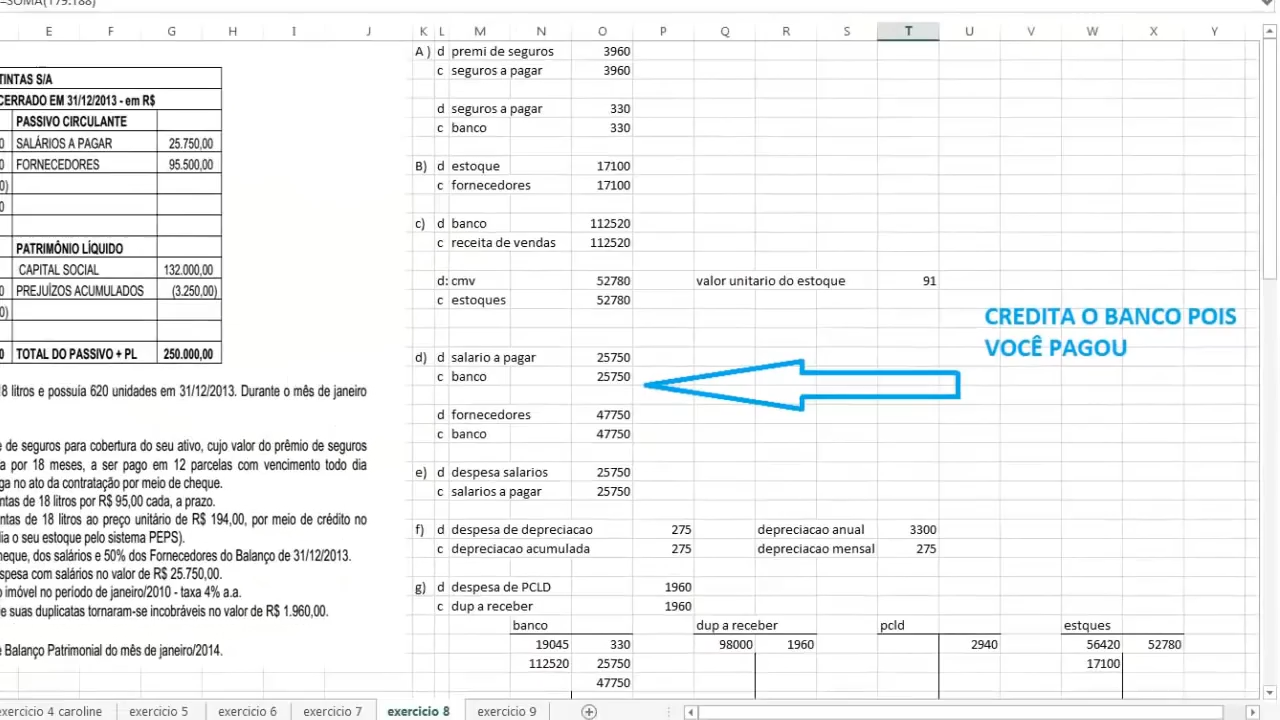 =SOMA(T79:T88)
E F G H I J K L M N O P Q R S T U V W X Y
TINTAS S/A
CERRADO EM 31/12/2013 - em R$
PASSIVO CIRCULANTE
0 SALÁRIOS A PAGAR 25.750,00
0 FORNECEDORES 95.500,00
0)
0
PATRIMÔNIO LÍQUIDO
CAPITAL SOCIAL 132.000,00
0 PREJUÍZOS ACUMULADOS (3.250,00)
0)
0 TOTAL DO PASSIVO + PL 250.000,00
18 litros e possuia 620 unidades em 31/12/2013. Durante o mês de janeiro
e de seguros para cobertura do seu ativo, cujo valor do prêmio de seguros
a por 18 meses, a ser pago em 12 parcelas com vencimento todo dia
ga no ato da contratação por meio de cheque.
ntas de 18 litros por R$ 95,00 cada, a prazo.
ntas de 18 litros ao preço unitário de R$ 194,00, por meio de crédito no
lia o seu estoque pelo sistema PEPS).
heque, dos salários e 50% dos Fornecedores do Balanço de 31/12/2013.
spesa com salários no valor de R$ 25.750,00.
o imóvel no período de janeiro/2010 - taxa 4% a.a.
e suas duplicatas tornaram-se incobráveis no valor de R$ 1.960,00.
e Balanço Patrimonial do mês de janeiro/2014.
A ) d premi de seguros 3960
c seguros a pagar 3960
d seguros a pagar 330
c banco 330
B) d estoque 17100
c fornecedores 17100
c) d banco 112520
c receita de vendas 112520
d: cmv 52780 valor unitario do estoque 91
c estoques 52780
CREDITA O BANCO POIS
VOCÊ PAGOU
d) d salario a pagar 25750
c banco 25750
d fornecedores 47750
c banco 47750
e) d despesa salarios 25750
c salarios a pagar 25750
f) d despesa de depreciacao 275 depreciacao anual 3300
c depreciacao acumulada 275 depreciacao mensal 275
g) d despesa de PCLD 1960
c dup a receber 1960
banco dup a receber pcld estques
19045 330 98000 1960 2940 56420 52780
112520 25750 17100
47750
exercicio 4 caroline exercicio 5 exercicio 6 exercicio 7 exercicio 8 exercicio 9